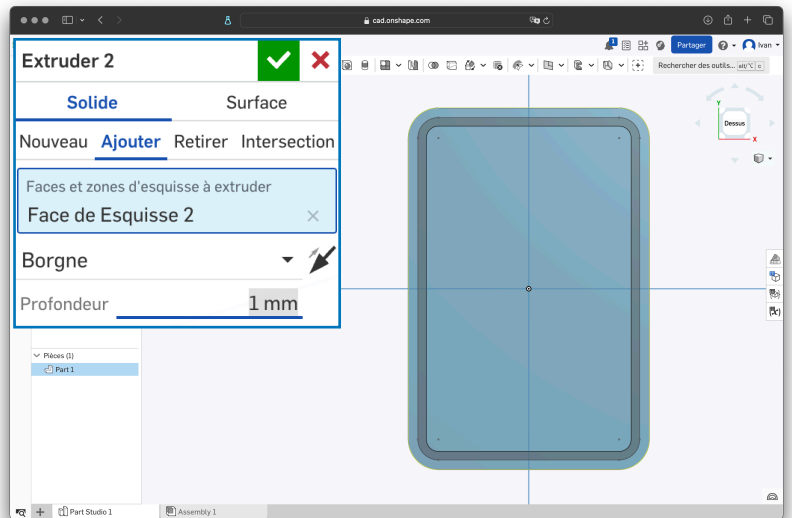 cad.onshape.com
Extruder 2
Partager
Ivan
Rechercher des outils... alt/⌥ c
Solide Surface
Nouveau Ajouter Retirer Intersection
Faces et zones d'esquisse à extruder
Face de Esquisse 2
Borgne
Profondeur 1 mm
Y
Dessus
X
Pièces (1)
Part 1
Part Studio 1
Assembly 1